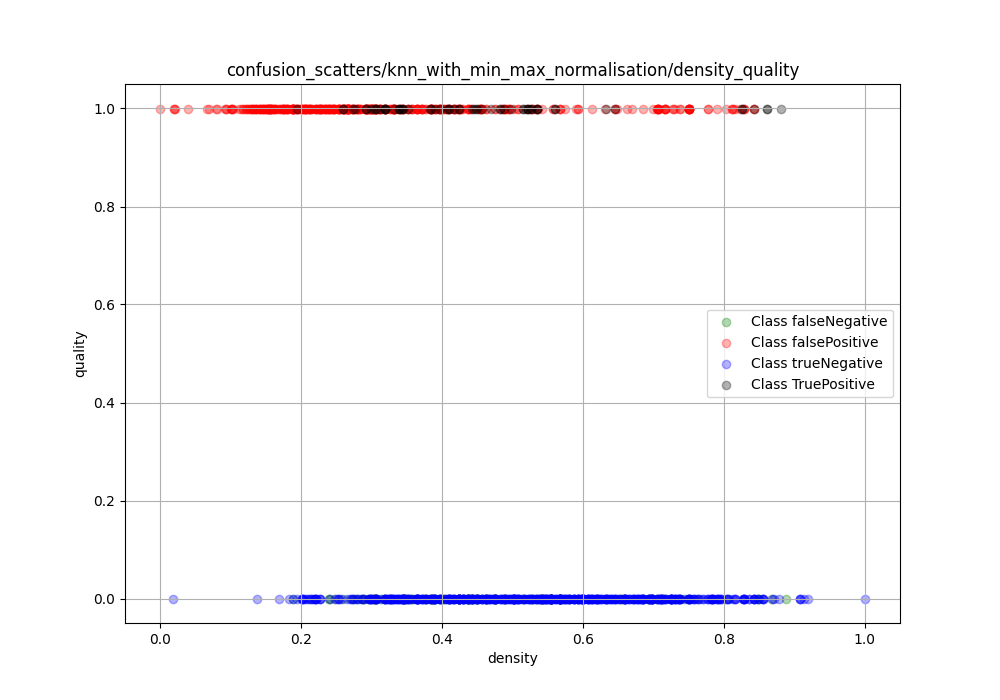 confusion_scatters/knn_with_min_max_normalisation/density_quality
1.0
0.8
0.6
0.4
0.2
0.0
quality
Class falseNegative
Class falsePositive
Class trueNegative
Class TruePositive
0.0 0.2 0.4 0.6 0.8 1.0
density